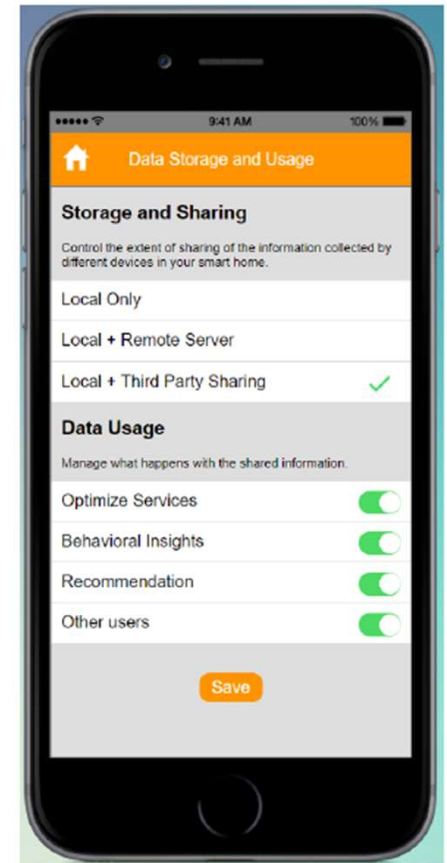 9:41 AM
100%
Data Storage and Usage
Storage and Sharing
Control the extent of sharing of the information collected by
different devices in your smart home.
Local Only
Local + Remote Server
Local + Third Party Sharing
Data Usage
Manage what happens with the shared information.
Optimize Services
Behavioral Insights
Recommendation
Other users
Save